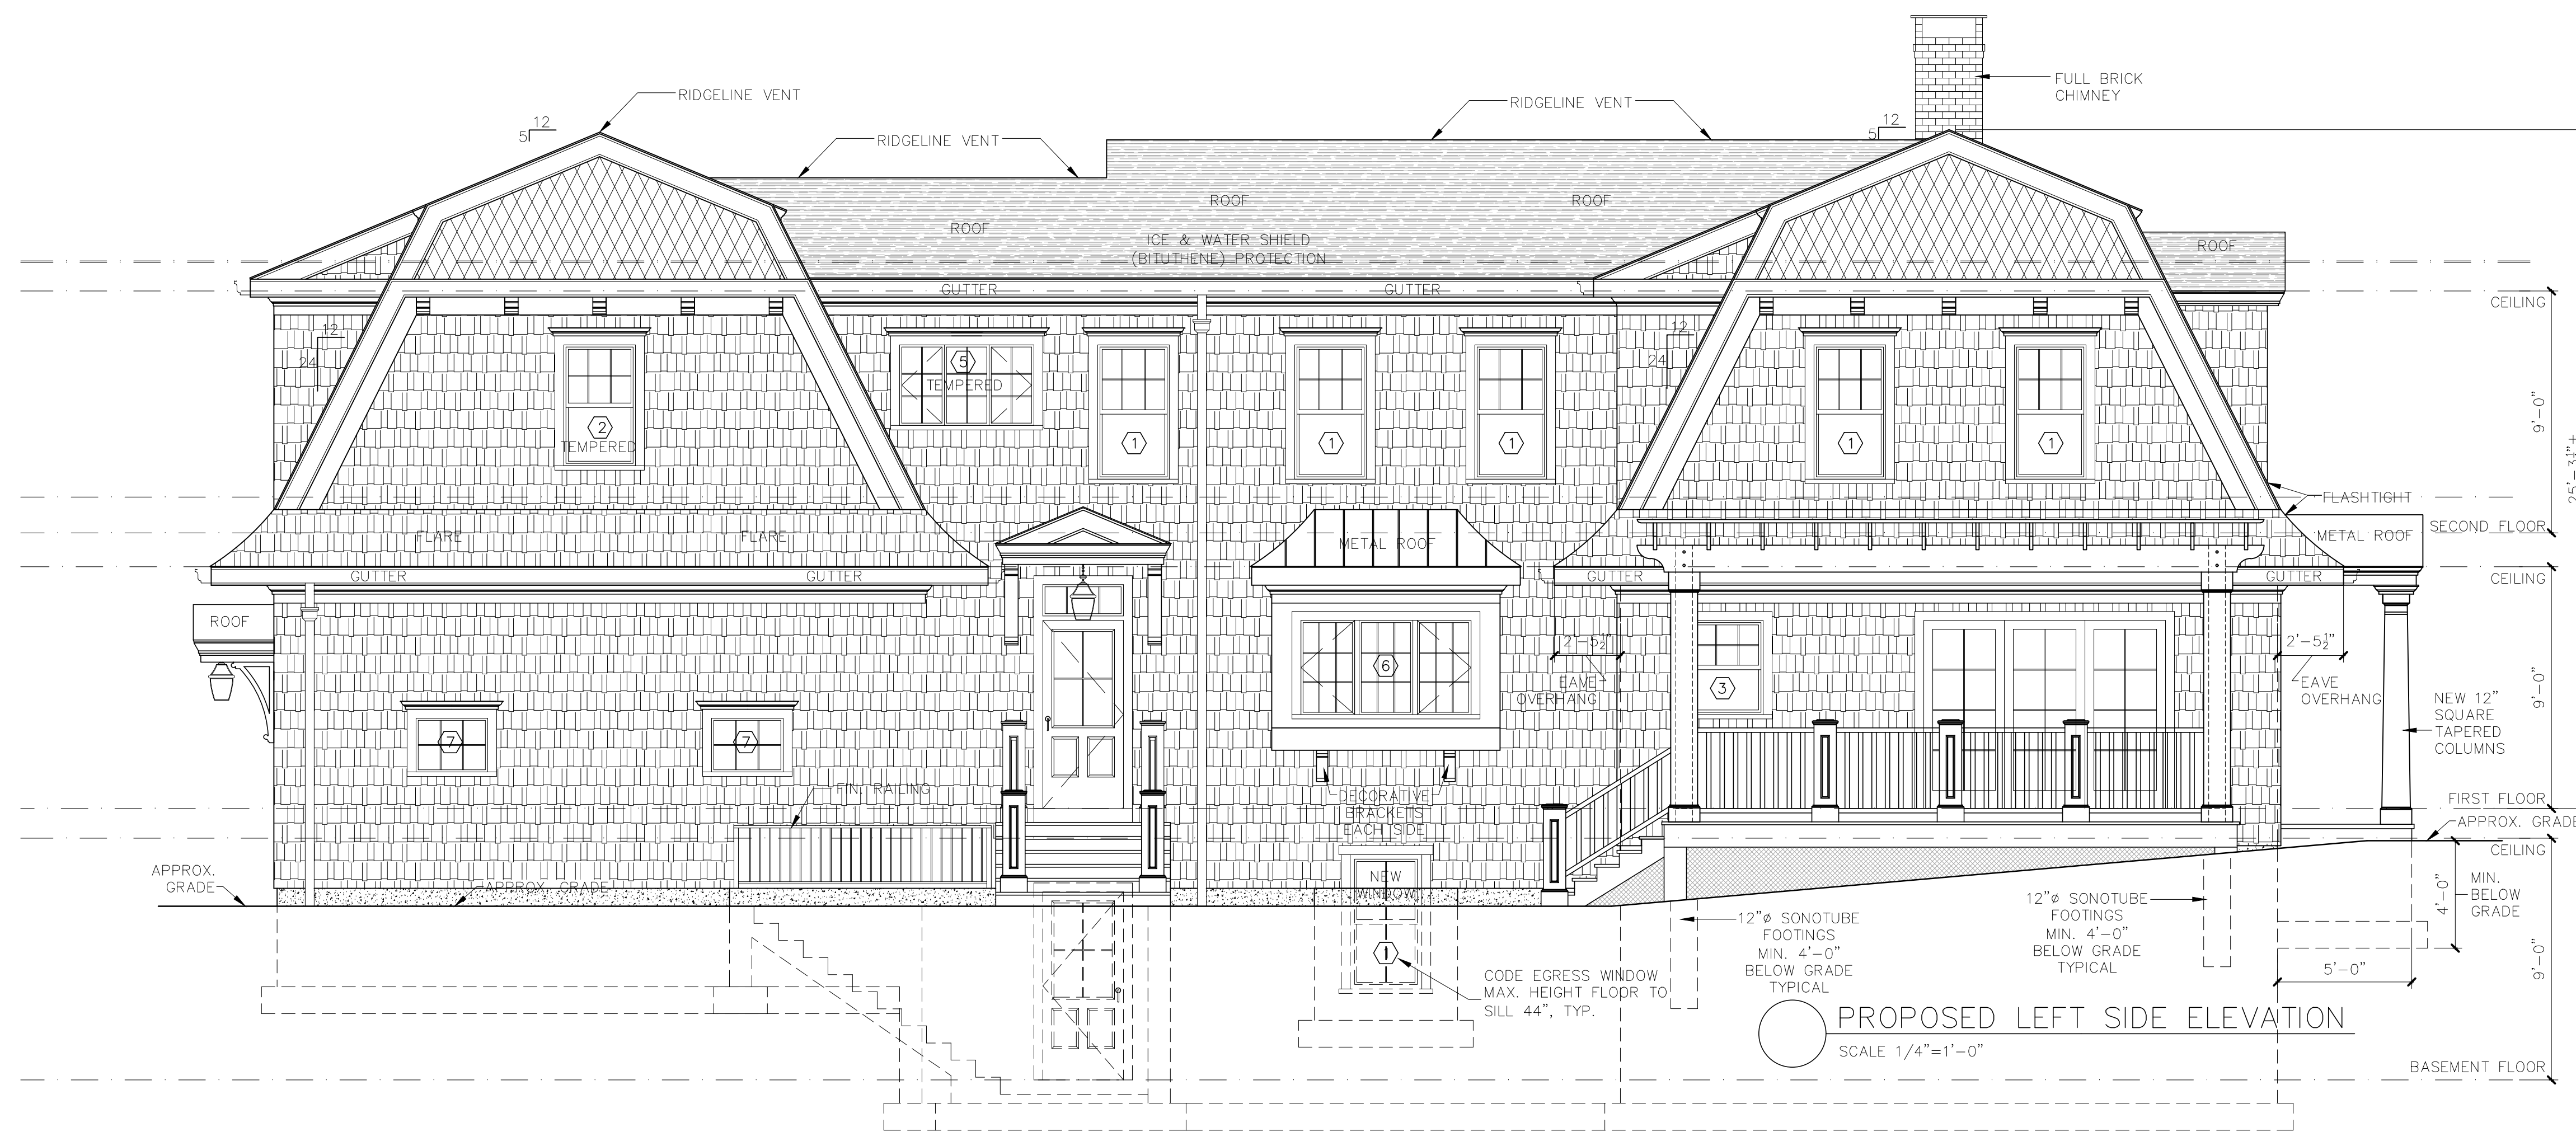 FULL BRICK
CHIMNEY
RIDGELINE VENT
RIDGELINE VENT
RIDGELINE VENT
12
5
12
5
ROOF
ROOF
ROOF
ICE & WATER SHIELD
(BITUTHENE) PROTECTION
ROOF
GUTTER
GUTTER
CEILING
12
24
12
24
5
TEMPERED
2
TEMPERED
1
1
1
1
1
9'-0"
25'-3½"±
FLASHTIGHT
SECOND FLOOR
METAL ROOF
FLARE
FLARE
METAL ROOF
GUTTER
GUTTER
GUTTER
GUTTER
CEILING
ROOF
2'-5½"
EAVE
OVERHANG
2'-5½"
EAVE
OVERHANG
6
3
7
7
NEW 12"
SQUARE
TAPERED
COLUMNS
9'-0"
FIN. RAILING
DECORATIVE
BRACKETS
EACH SIDE
FIRST FLOOR
APPROX. GRADE
CEILING
APPROX.
GRADE
APPROX. GRADE
NEW
WINDOW
1
CODE EGRESS WINDOW
MAX. HEIGHT FLOOR TO
SILL 44", TYP.
12"ø SONOTUBE
FOOTINGS
MIN. 4'-0"
BELOW GRADE
TYPICAL
12"ø SONOTUBE
FOOTINGS
MIN. 4'-0"
BELOW GRADE
TYPICAL
4'-0"
MIN.
BELOW
GRADE
5'-0"
9'-0"
PROPOSED LEFT SIDE ELEVATION
SCALE 1/4"=1'-0"
BASEMENT FLOOR